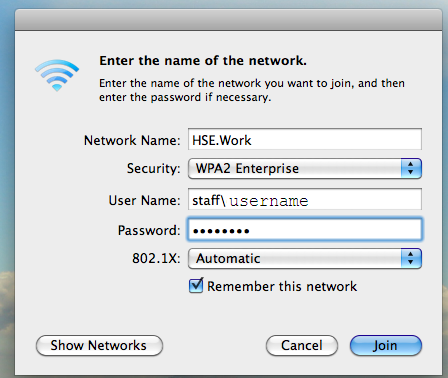 Enter the name of the network.
Enter the name of the network you want to join, and then
enter the password if necessary.
Network Name: HSE.Work
Security: WPA2 Enterprise
User Name: staff\username
Password: ••••••••
802.1X: Automatic
Remember this network
Show Networks Cancel Join